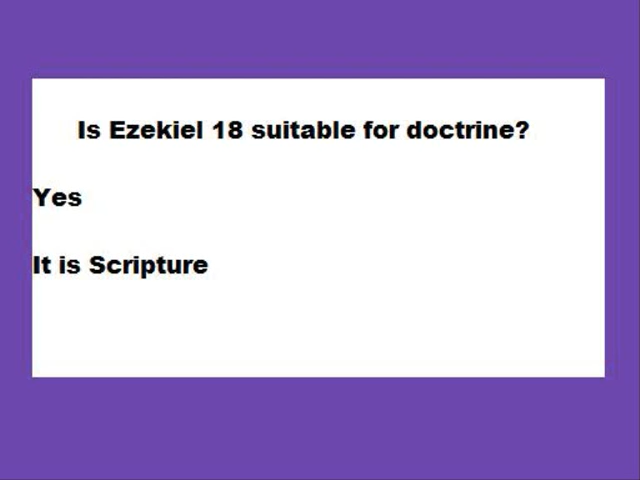 Is Ezekiel 18 suitable for doctrine?
Yes
It is Scripture